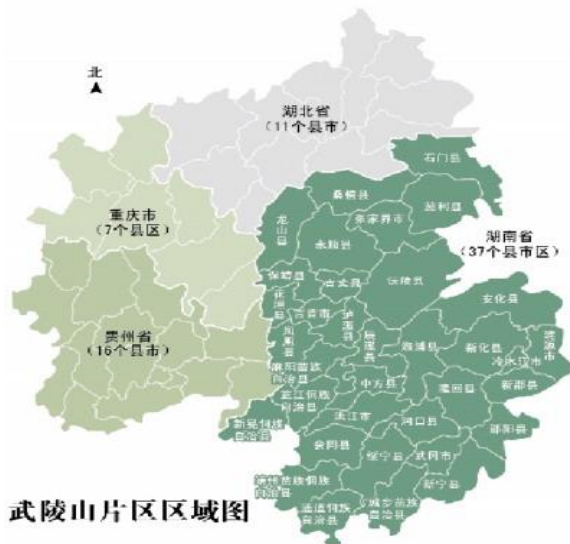 北
湖北省
（11个县市）
石门县
桑植县
慈利县
张家界市
重庆市
（7个县区）
龙山县
永顺县
湖南省
（37个县市区）
保靖县
古丈县
沅陵县
花垣县
吉首市
泸溪县
安化县
贵州省
（16个县市）
凤凰县
辰溪县
溆浦县
新化县
涟源市
冷水江市
麻阳苗族
自治县
中方县
隆回县
新邵县
芷江侗族
自治县
洪江市
洞口县
邵阳县
新晃侗族
自治县
会同县
绥宁县
武冈市
新宁县
靖州苗族侗族
自治县
通道侗族
自治县
城步苗族
自治县
武陵山片区区域图